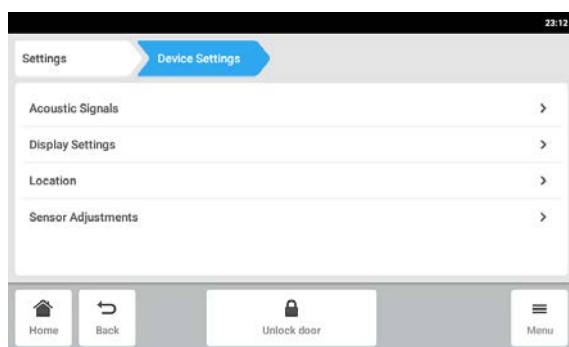 23:12
Settings Device Settings
Acoustic Signals
Display Settings
Location
Sensor Adjustments
Home Back Unlock door Menu